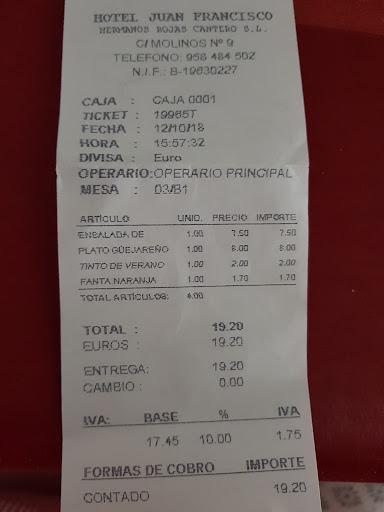 HOTEL JUAN FRANCISCO
HERMANOS ROJAS CANTERO S.L.
C/ MOLINOS Nº 9
TELEFONO: 958 484 502
N.I.F.: B-19630227
CAJA : CAJA 0001
TICKET : 19965T
FECHA : 12/10/18
HORA : 15:57:32
DIVISA : Euro
OPERARIO:OPERARIO PRINCIPAL
MESA : 03/B1
ARTÍCULO UNID. PRECIO IMPORTE
ENSALADA DE 1.00 7.50 7.50
PLATO GÜEJAREÑO 1.00 8.00 8.00
TINTO DE VERANO 1.00 2.00 2.00
FANTA NARANJA 1.00 1.70 1.70
TOTAL ARTÍCULOS: 4.00
TOTAL : 19.20
EUROS : 19.20
ENTREGA: 19.20
CAMBIO : 0.00
IVA: BASE % IVA
17.45 10.00 1.75
FORMAS DE COBRO IMPORTE
CONTADO 19.20